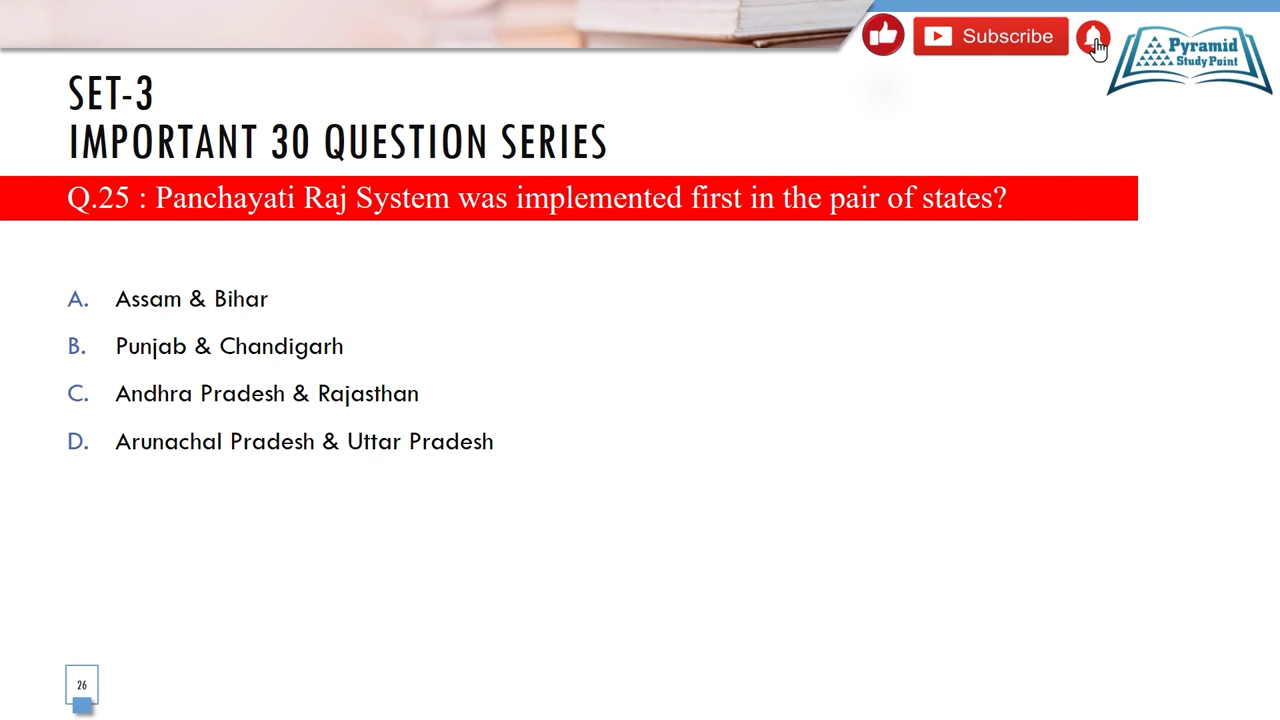 Subscribe
Pyramid
Study Point
SET-3
IMPORTANT 30 QUESTION SERIES
Q.25 : Panchayati Raj System was implemented first in the pair of states?
A. Assam & Bihar
B. Punjab & Chandigarh
C. Andhra Pradesh & Rajasthan
D. Arunachal Pradesh & Uttar Pradesh
26